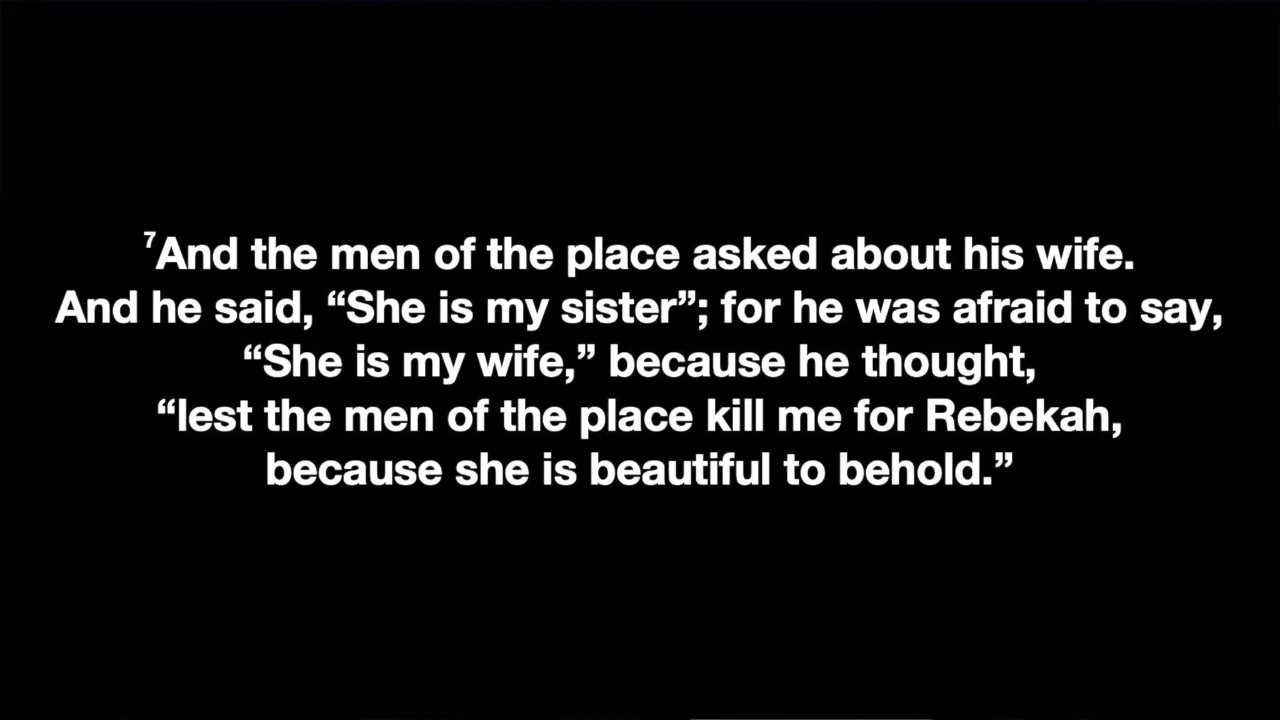 ⁷And the men of the place asked about his wife.
And he said, “She is my sister”; for he was afraid to say,
“She is my wife,” because he thought,
“lest the men of the place kill me for Rebekah,
because she is beautiful to behold.”